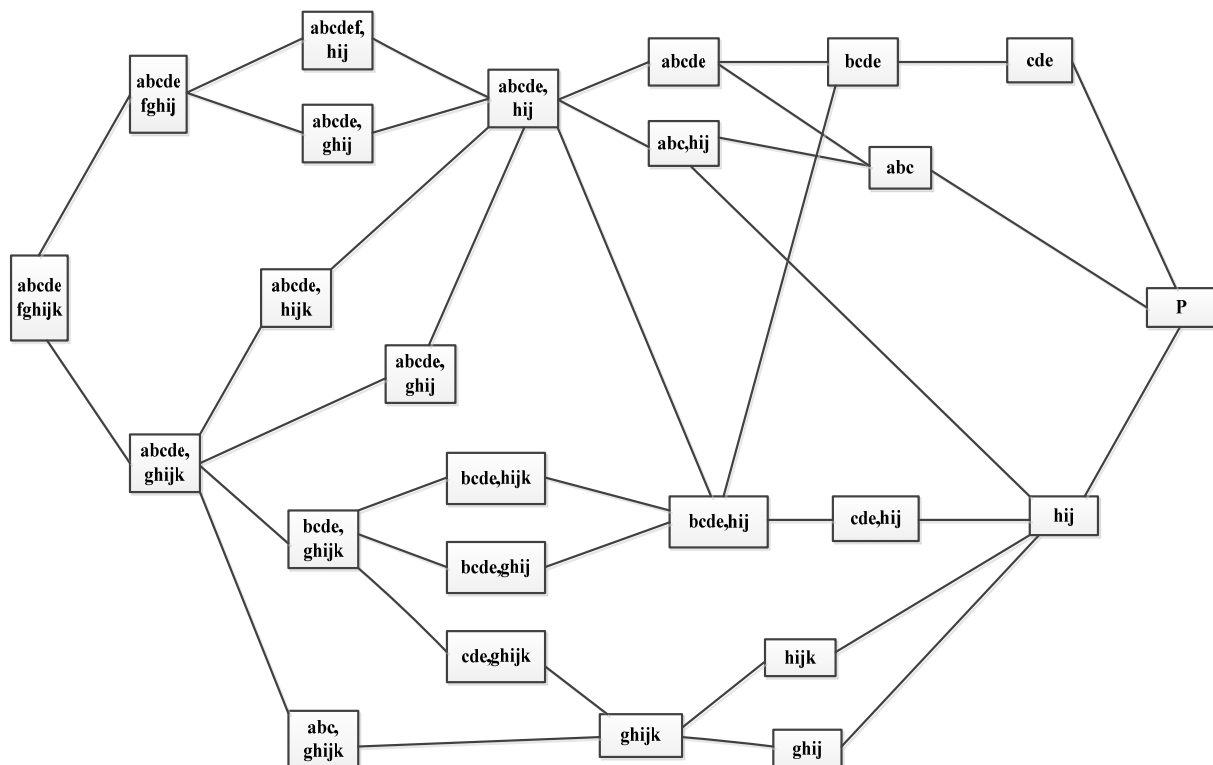 abcdef,
hij
abcde
fghij
abcde,
ghij
abcde,
hij
abcde
bcde
cde
abc,hij
abc
abcde
fghijk
abcde,
hijk
P
abcde,
ghij
abcde,
ghijk
bcde,hijk
bcde,
ghijk
bcde,hij
cde,hij
hij
bcde,ghij
cde,ghijk
hijk
abc,
ghijk
ghijk
ghij